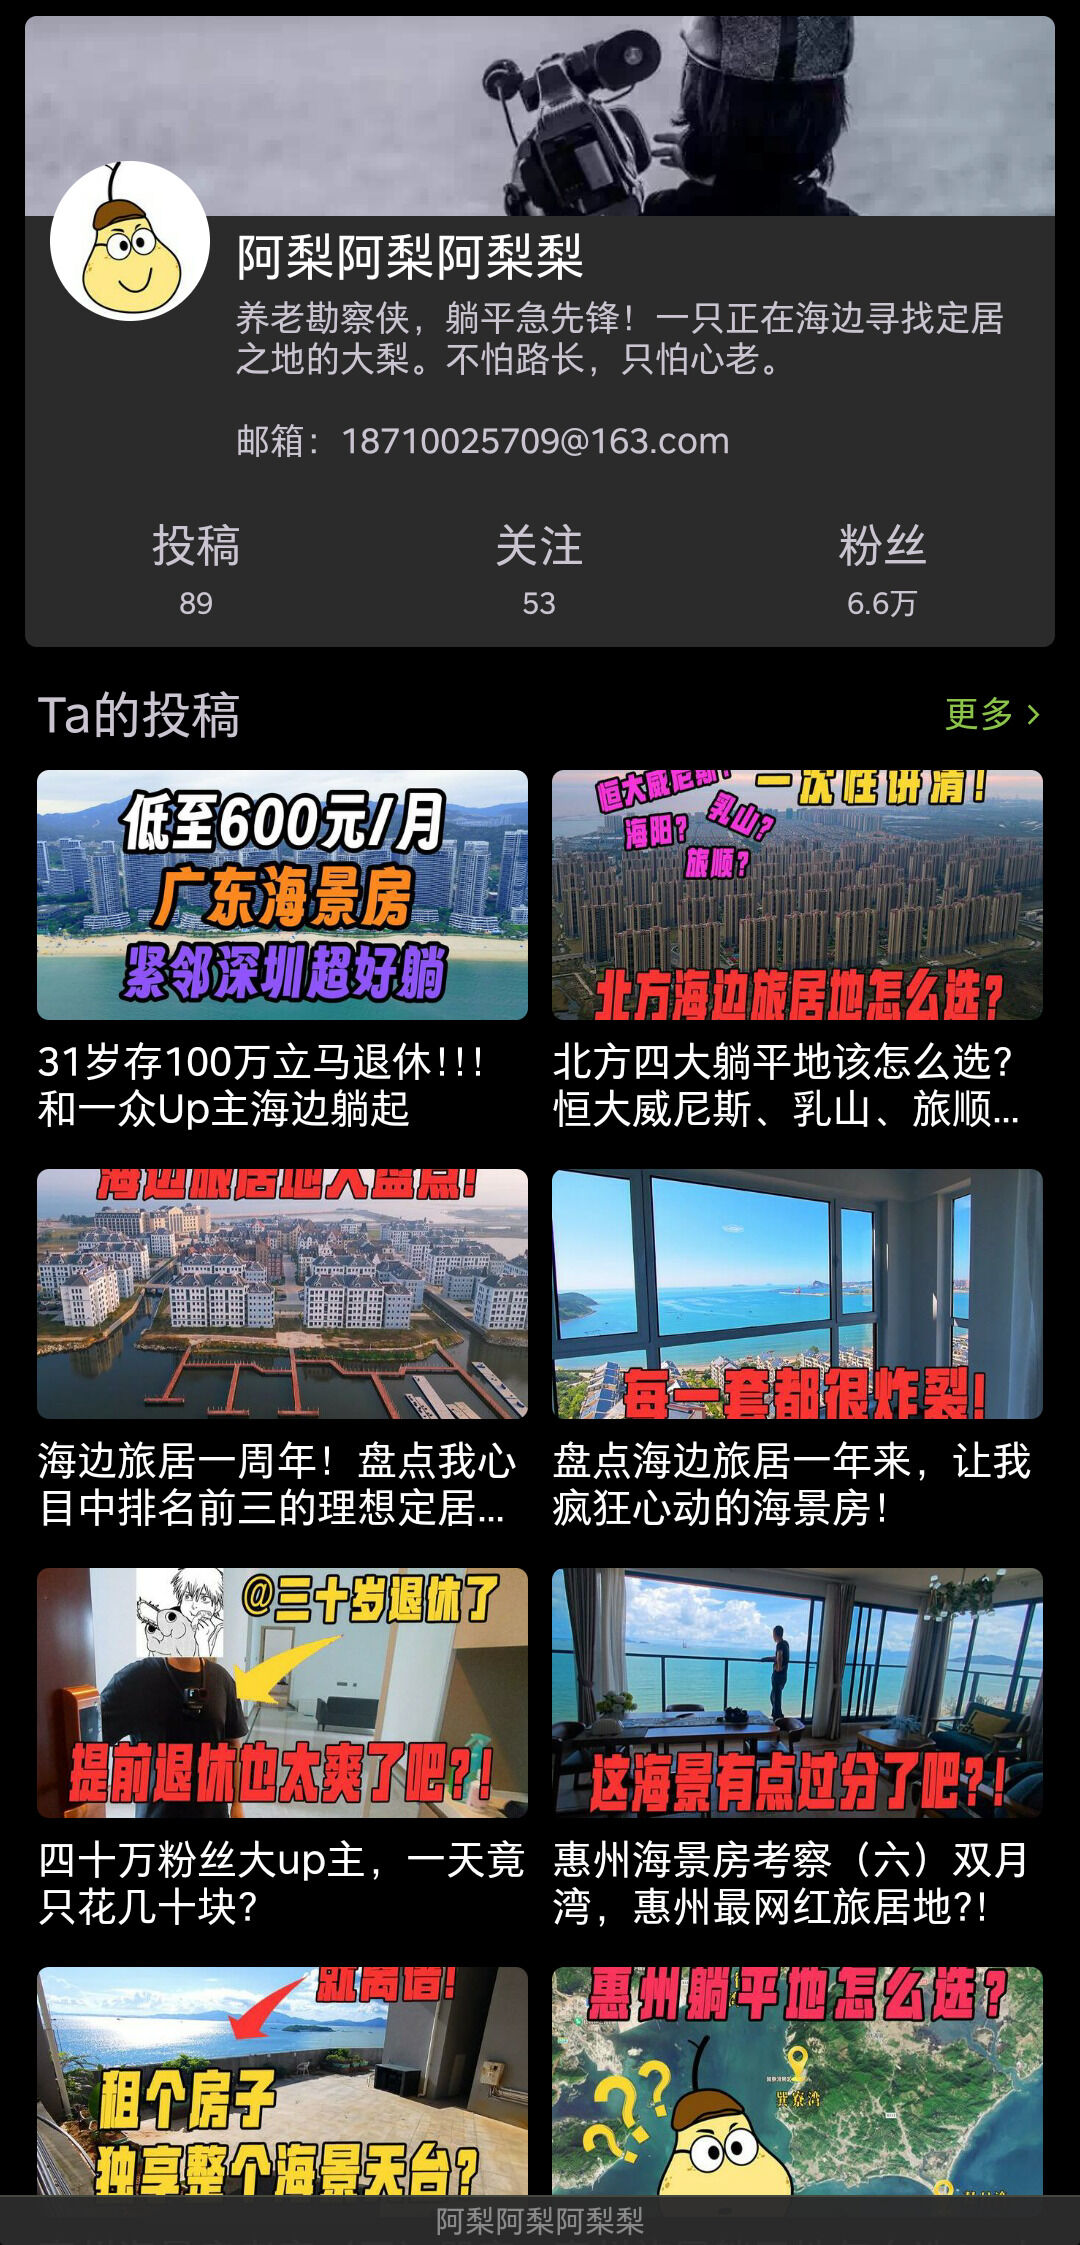 阿梨阿梨阿梨梨
养老勘察侠，躺平急先锋！一只正在海边寻找定居
之地的大梨。不怕路长，只怕心老。
邮箱：18710025709@163.com
投稿
关注
粉丝
89
53
6.6万
Ta的投稿
更多
低至600元/月
广东海景房
紧邻深圳超好躺
31岁存100万立马退休!!!
和一众Up主海边躺起
恒大威尼斯?
一次性讲清!
海阳?
乳山?
旅顺?
北方海边旅居地怎么选?
北方四大躺平地该怎么选?
恒大威尼斯、乳山、旅顺...
海边旅居地大盘点!
海边旅居一周年！盘点我心
目中排名前三的理想定居...
每一套都很炸裂!
盘点海边旅居一年来，让我
疯狂心动的海景房!
@三十岁退休了
提前退休也太爽了吧?!
四十万粉丝大up主，一天竟
只花几十块?
这海景有点过分了吧?!
惠州海景房考察（六）双月
湾，惠州最网红旅居地?!
就离谱!
租个房子
独享整个海景天台?
惠州躺平地怎么选?
??
?
巽寮湾
阿梨阿梨阿梨梨